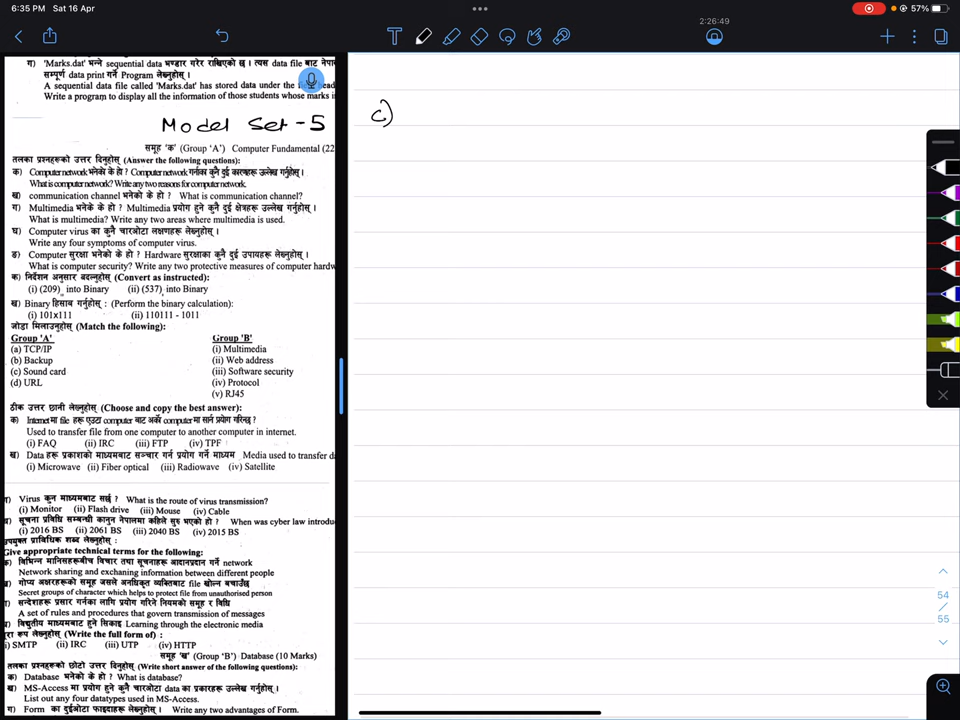 6:35 PM Sat 16 Apr
57%
2:26:49
ग) 'Marks.dat' भन्ने sequential data भण्डार गरेर राखिएको छ। त्यस data file बाट
सम्पूर्ण data print गर्ने Program लेख्नुहोस्।
A sequential data file called 'Marks.dat' has stored data under the
Write a program to display all the information of those students whose marks
Model Set - 5
समूह 'क' (Group 'A') Computer Fundamental (22
तलका प्रश्नहरूको उत्तर दिनुहोस् (Answer the following questions):
क) Computer network भनेको के हो ? Computer network गर्नाका कुनै दुई कारणहरू उल्लेख गर्नुहोस्।
What is computer network? Write any two reasons for computer network.
ख) communication channel भनेको के हो ? What is communication channel?
ग) Multimedia भनेके के हो ? Multimedia प्रयोग हुने कुनै दुई क्षेत्रहरू उल्लेख गर्नुहोस्।
What is multimedia? Write any two areas where multimedia is used.
घ) Computer virus का कुनै चारओटा लक्षणहरू लेख्नुहोस्।
Write any four symptoms of computer virus.
ङ) Computer सुरक्षा भनेको के हो ? Hardware सुरक्षाका कुनै दुई उपायहरू लेख्नुहोस्।
What is computer security? Write any two protective measures of computer hardw
क) निर्देशन अनुसार बदल्नुहोस् (Convert as instructed):
(i) (209) into Binary (ii) (537) into Binary
ख) Binary हिसाब गर्नुहोस् : (Perform the binary calculation):
(i) 101x111 (ii) 110111 - 1011
जोडा मिलाउनुहोस् (Match the following):
Group 'A' Group 'B'
(a) TCP/IP (i) Multimedia
(b) Backup (ii) Web address
(c) Sound card (iii) Software security
(d) URL (iv) Protocol
(v) RJ45
ठीक उत्तर छानी लेख्नुहोस् (Choose and copy the best answer):
क) Internet मा file हरू एउटा computer बाट अर्को computer मा सार्न प्रयोग गरिन्छ ?
Used to transfer file from one computer to another computer in internet.
(i) FAQ (ii) IRC (iii) FTP (iv) TPF
ख) Data हरू प्रकाशको माध्यमबाट सञ्चार गर्न प्रयोग गर्ने माध्यम Media used to transfer d
(i) Microwave (ii) Fiber optical (iii) Radiowave (iv) Satellite
ग) Virus कुन माध्यमबाट सर्छ ? What is the route of virus transmission?
(i) Monitor (ii) Flash drive (iii) Mouse (iv) Cable
सूचना प्रविधि सम्बन्धी कानुन नेपालमा कहिले सुरु भएको हो ? When was cyber law introdu
(i) 2016 BS (ii) 2061 BS (iii) 2040 BS (iv) 2015 BS
उपयुक्त प्राविधिक शब्द लेख्नुहोस् :
Give appropriate technical terms for the following:
क) विभिन्न मानिसहरूबीच विचार तथा सूचनाहरू आदानप्रदान गर्ने network
Network sharing and exchaning information between different people
गोप्य अक्षरहरूको समूह जसले अनधिकृत व्यक्तिबाट file खोल्न बचाउँछ
Secret groups of character which helps to protect file from unauthorised person
सन्देशहरू प्रसार गर्नका लागि प्रयोग गरिने नियमको समूह र विधि
A set of rules and procedures that govern transmission of messages
विद्युतीय माध्यमबाट हुने सिकाइ Learning through the electronic media
पूरा रूप लेख्नुहोस् (Write the full form of) :
i) SMTP (ii) IRC (iii) UTP (iv) HTTP
समूह 'ख' (Group 'B') Database (10 Marks)
तलका प्रश्नहरूको छोटो उत्तर दिनुहोस् (Write short answer of the following questions):
क) Database भनेको के हो ? What is database?
ख) MS-Access मा प्रयोग हुने कुनै चारओटा data का प्रकारहरू उल्लेख गर्नुहोस्।
List out any four datatypes used in MS-Access.
ग) Form का दुईओटा फाइदाहरू लेख्नुहोस्। Write any two advantages of Form.
c)
54
/
55